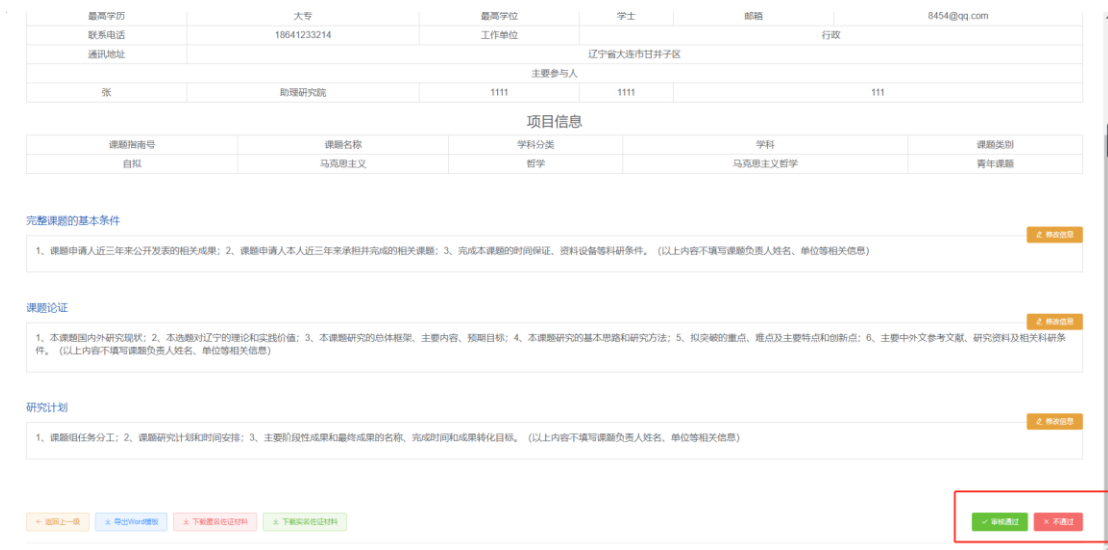 最高学历 大专 最高学位 学士 邮箱 8454@qq.com
联系电话 18641233214 工作单位 行政
通讯地址 辽宁省大连市甘井子区
主要参与人
张 助理研究院 1111 1111 111
项目信息
课题指南号 课题名称 学科分类 学科 课题类别
自拟 马克思主义 哲学 马克思主义哲学 青年课题
完整课题的基本条件
修改信息
1、课题申请人近三年来公开发表的相关成果；2、课题申请人本人近三年来承担并完成的相关课题；3、完成本课题的时间保证、资料设备等科研条件。（以上内容不填写课题负责人姓名、单位等相关信息）
课题论证
修改信息
1、本课题国内外研究现状；2、本选题对辽宁的理论和实践价值；3、本课题研究的总体框架、主要内容、预期目标；4、本课题研究的基本思路和研究方法；5、拟突破的重点、难点及主要特点和创新点；6、主要中外文参考文献、研究资料及相关科研条
件。（以上内容不填写课题负责人姓名、单位等相关信息）
研究计划
修改信息
1、课题组任务分工；2、课题研究计划和时间安排；3、主要阶段性成果和最终成果的名称、完成时间和成果转化目标。（以上内容不填写课题负责人姓名、单位等相关信息）
返回上一级 导出Word模板 下载匿名佐证材料 下载实名佐证材料 审核通过 不通过